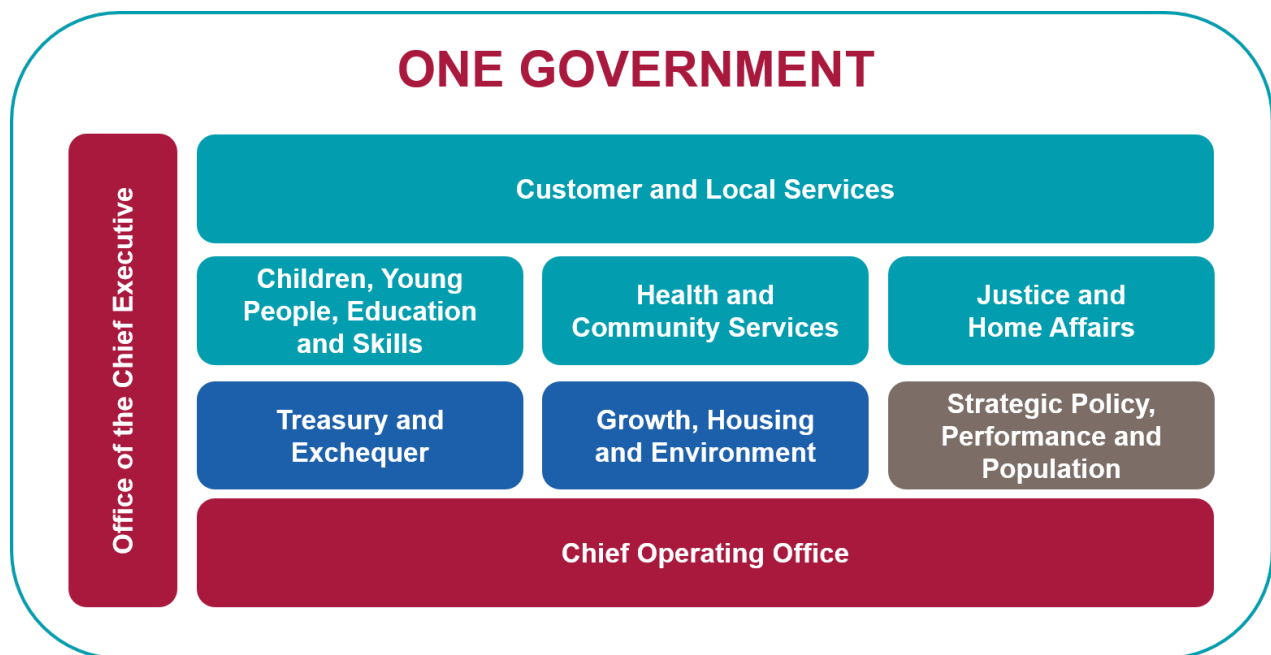 ONE GOVERNMENT
Office of the Chief Executive
Customer and Local Services
Children, Young
People, Education
and Skills
Health and
Community Services
Justice and
Home Affairs
Treasury and
Exchequer
Growth, Housing
and Environment
Strategic Policy,
Performance and
Population
Chief Operating Office